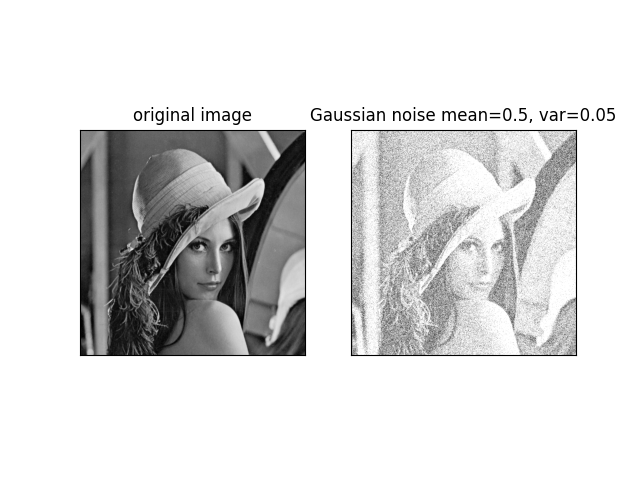 original image
Gaussian noise mean=0.5, var=0.05